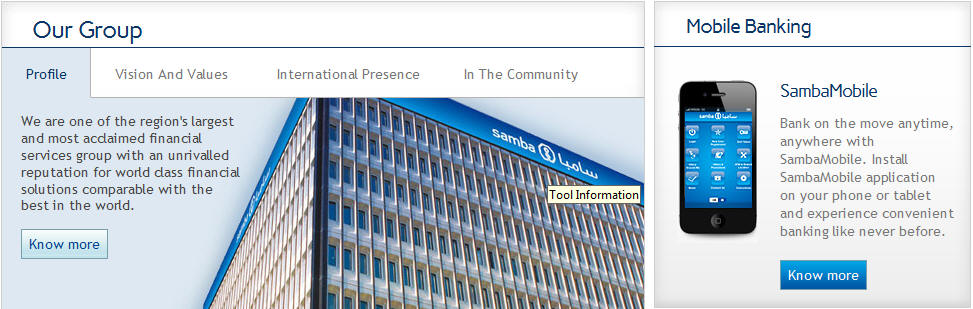 Our Group
Profile
Vision And Values
International Presence
In The Community
We are one of the region's largest
and most acclaimed financial
services group with an unrivalled
reputation for world class financial
solutions comparable with the
best in the world.
Know more
samba سامبا
Tool Information
Mobile Banking
samba سامبا
SambaMobile
Bank on the move anytime,
anywhere with
SambaMobile. Install
SambaMobile application
on your phone or tablet
and experience convenient
banking like never before.
Know more